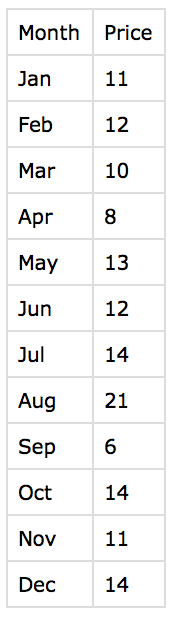 Month Price
Jan 11
Feb 12
Mar 10
Apr 8
May 13
Jun 12
Jul 14
Aug 21
Sep 6
Oct 14
Nov 11
Dec 14